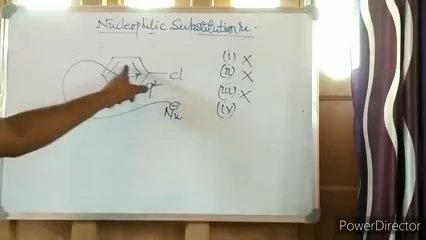 Nucleophilic Substitution Re.
(i) X
(ii) X
Cl
(iii) X
(iv)
Nu
PowerDirector